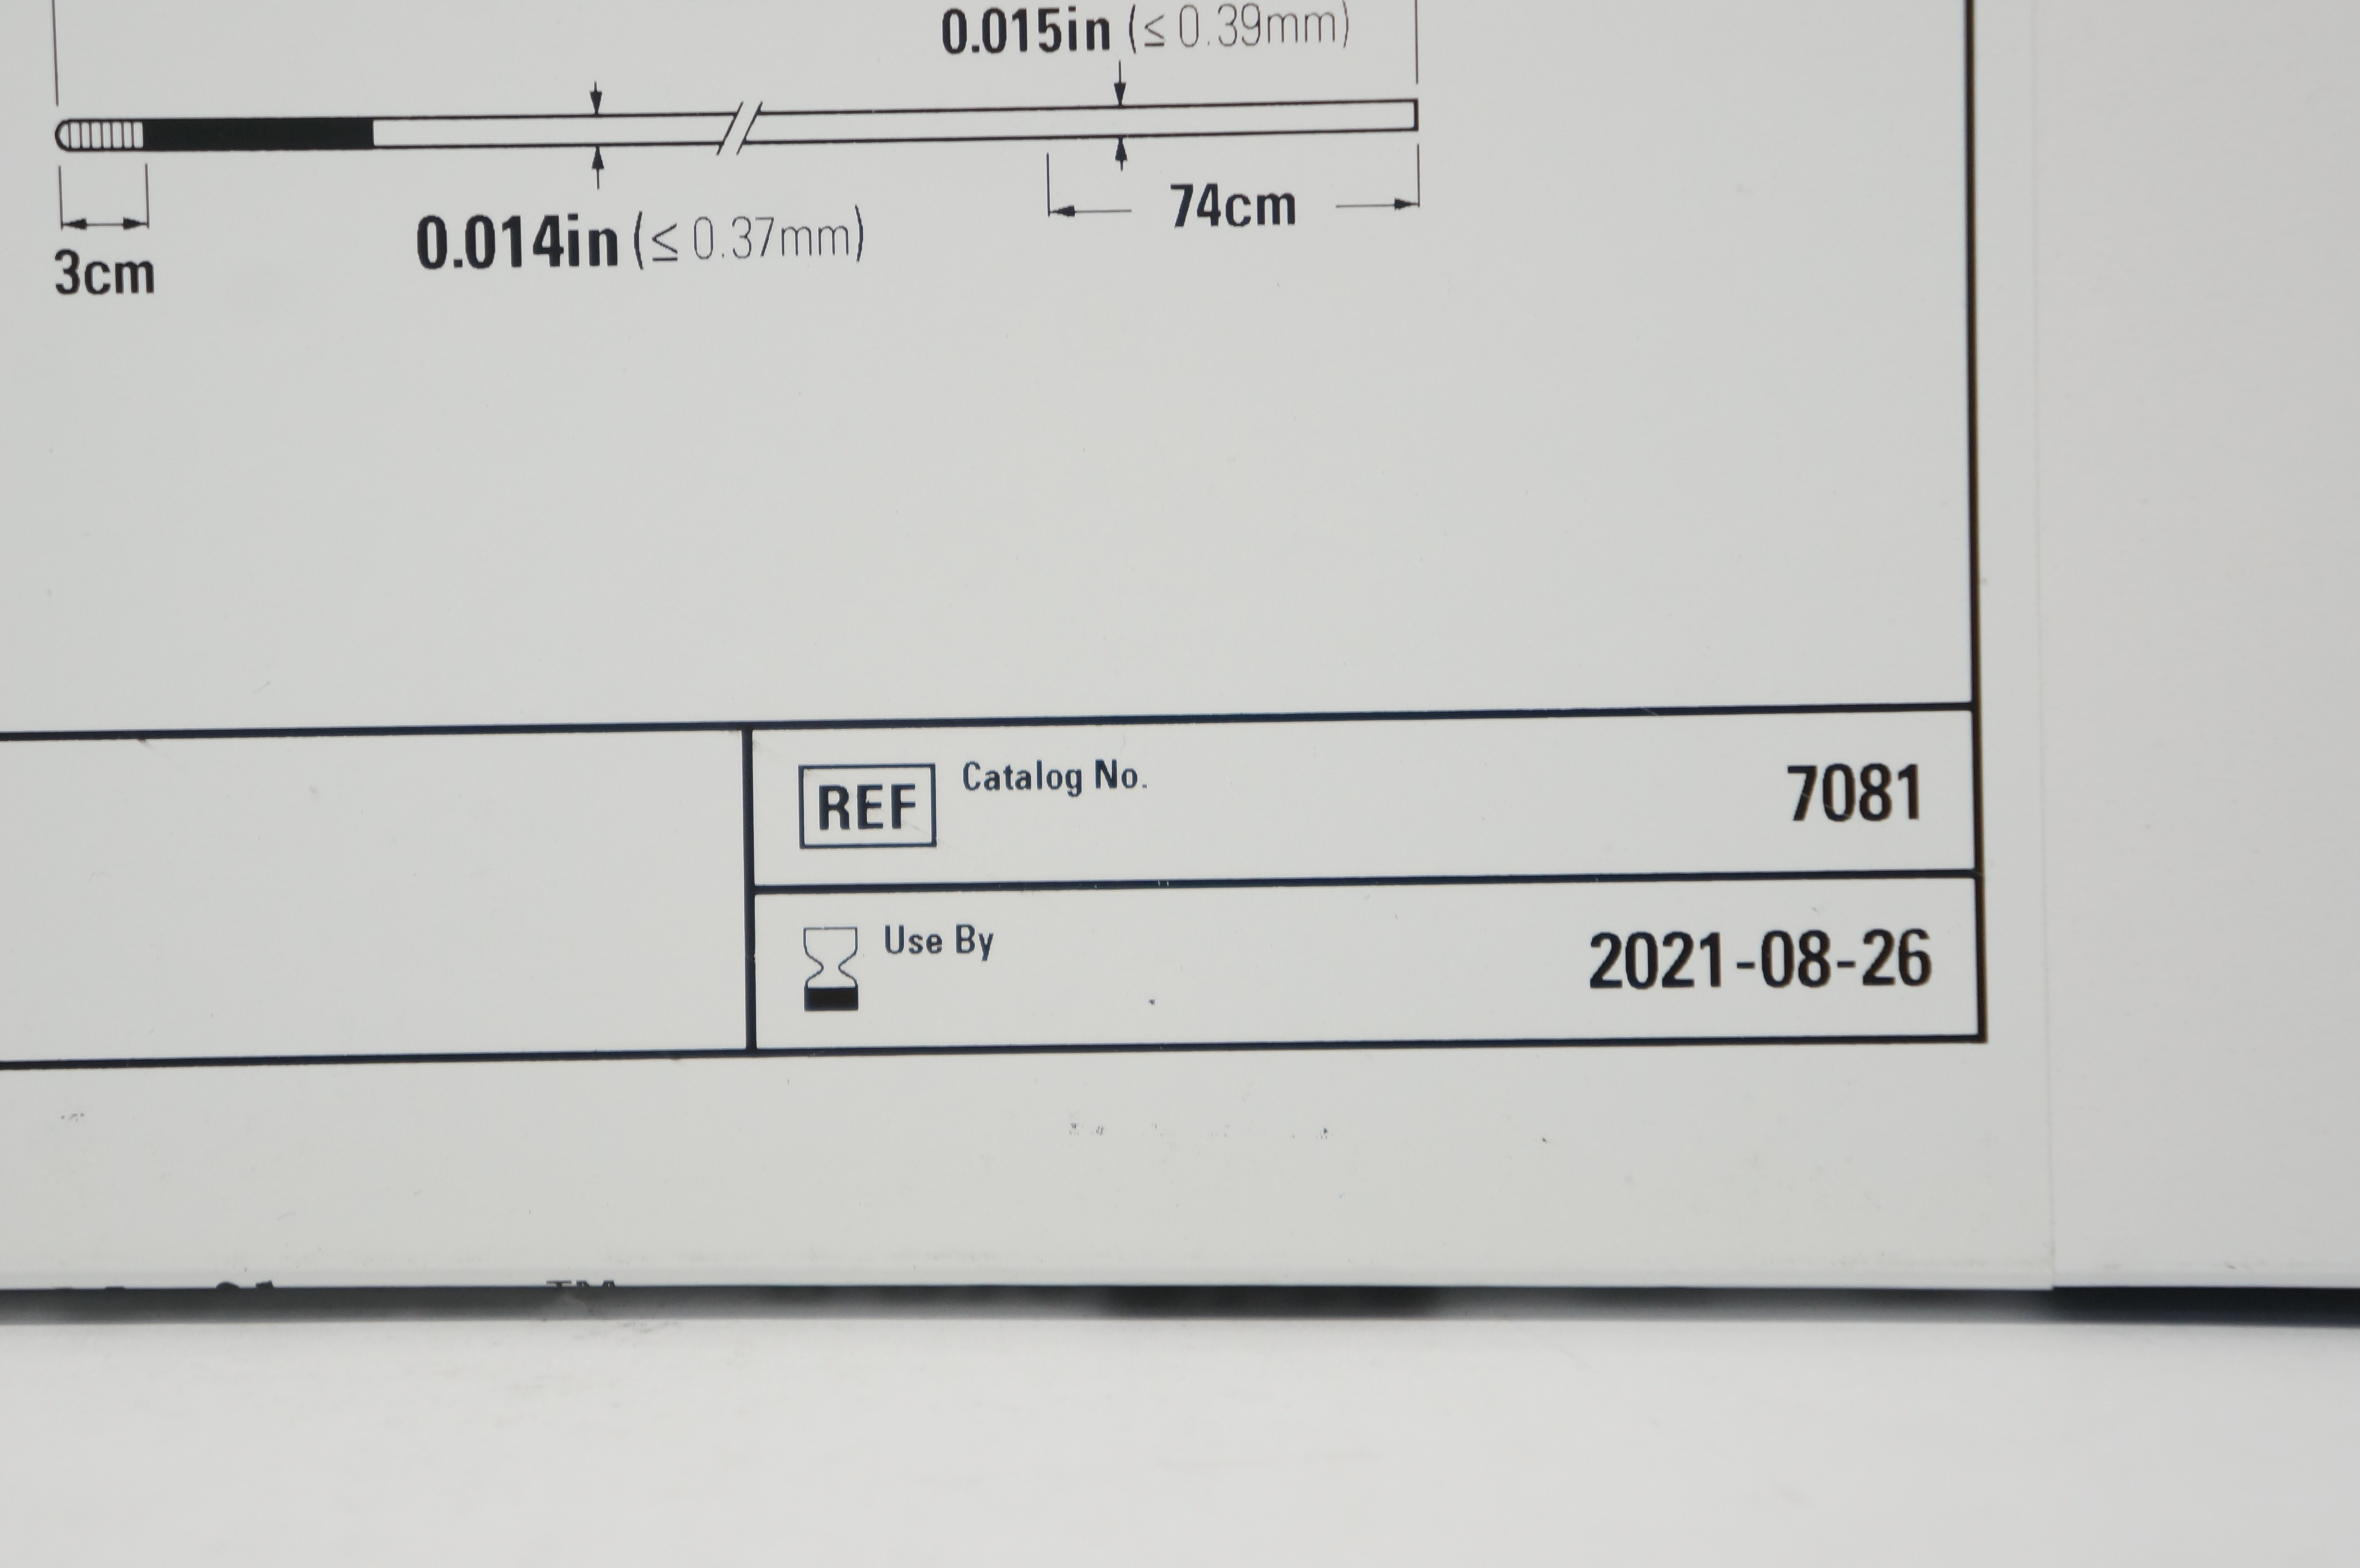 0.015in (≤ 0.39mm)
0.014in (≤ 0.37mm)
74cm
3cm
REF Catalog No. 7081
Use By 2021-08-26